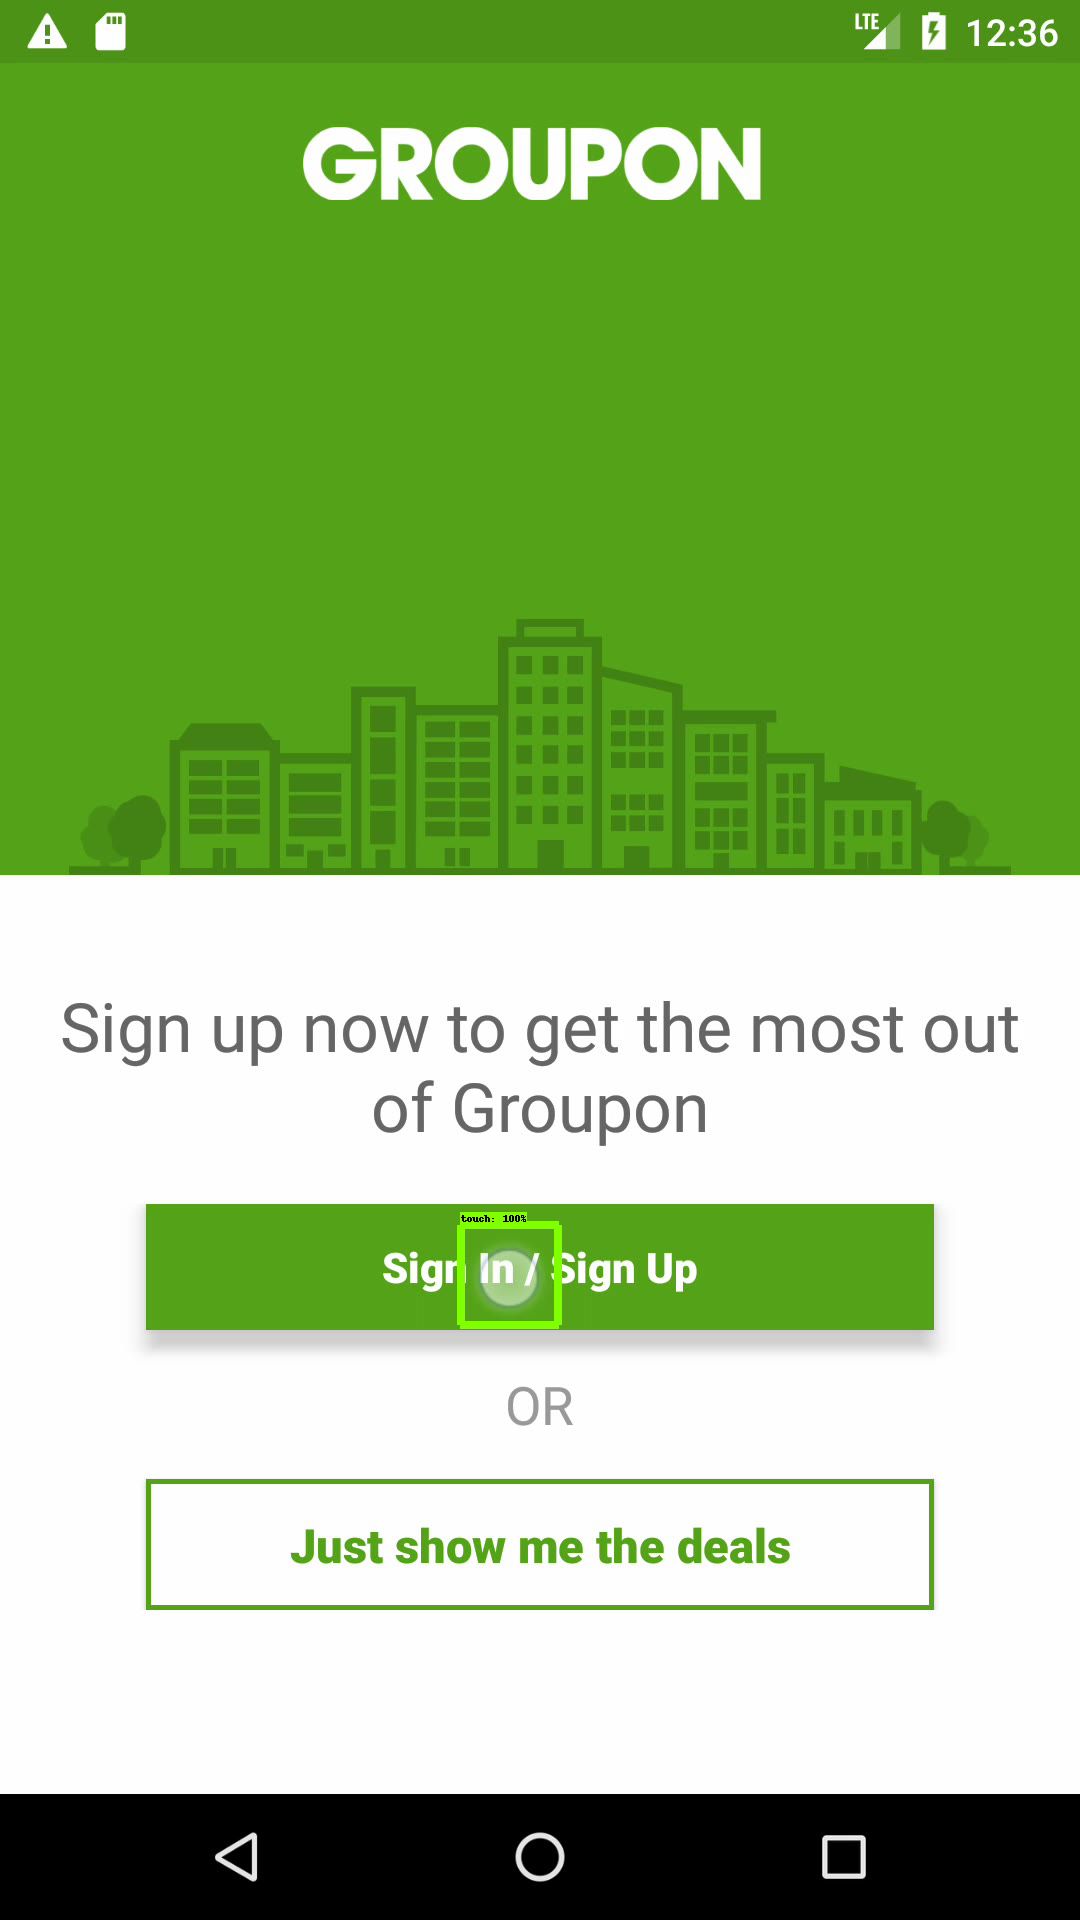 LTE 12:36
GROUPON
Sign up now to get the most out
of Groupon
touch: 100%
Sign In / Sign Up
OR
Just show me the deals